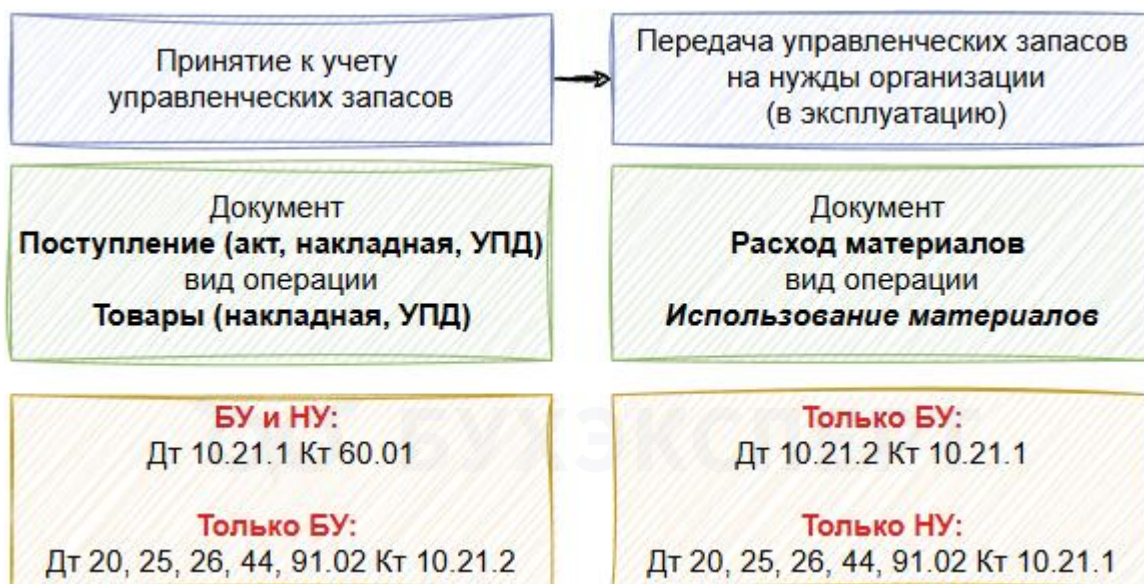 Принятие к учету
управленческих запасов
Передача управленческих запасов
на нужды организации
(в эксплуатацию)
Документ
Поступление (акт, накладная, УПД)
вид операции
Товары (накладная, УПД)
Документ
Расход материалов
вид операции
Использование материалов
БУ и НУ:
Дт 10.21.1 Кт 60.01
Только БУ:
Дт 20, 25, 26, 44, 91.02 Кт 10.21.2
Только БУ:
Дт 10.21.2 Кт 10.21.1
Только НУ:
Дт 20, 25, 26, 44, 91.02 Кт 10.21.1